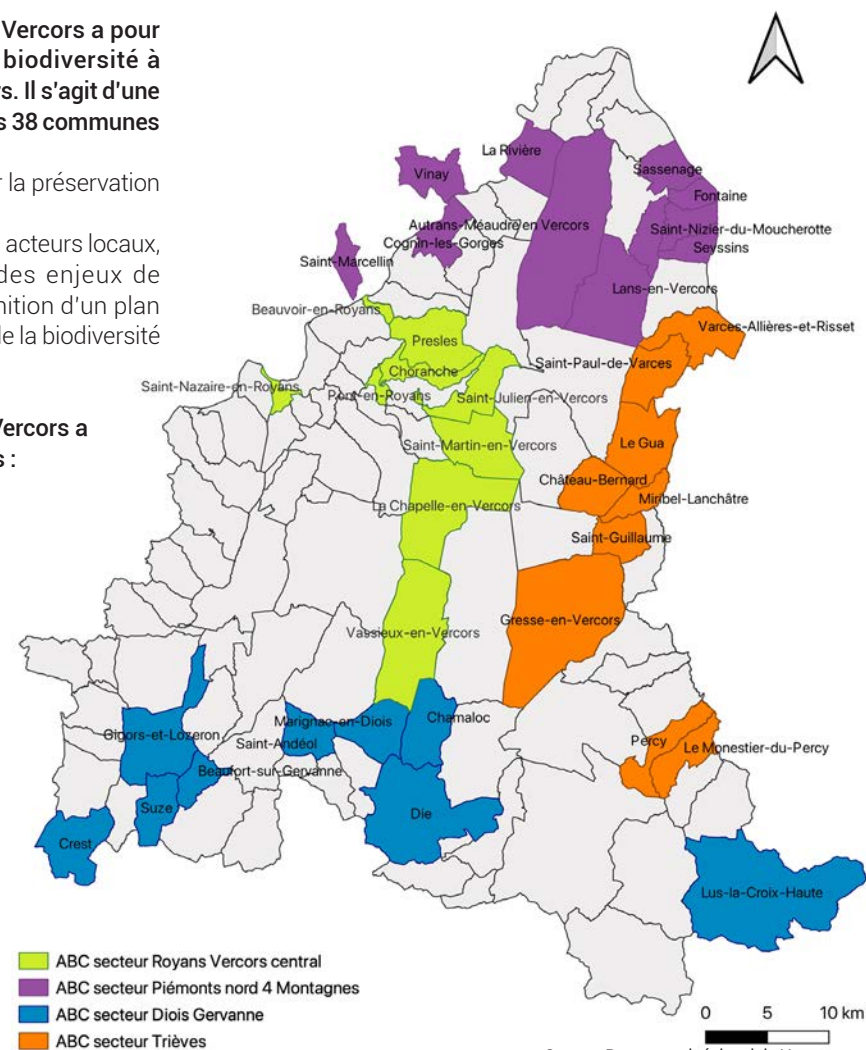 Vercors a pour
biodiversité à
rs. Il s'agit d'une
s 38 communes
r la préservation
acteurs locaux,
des enjeux de
nition d'un plan
de la biodiversité
Vercors a
s :
La Rivière
Vinay
Sassenage
Fontaine
Autrans-Méaudre en Vercors
Saint-Nizier-du-Moucherotte
Cognin-les-Gorges
Seyssins
Saint-Marcellin
Lans-en-Vercors
Beauvoir-en-Royans
Varces-Allières-et-Risset
Presles
Saint-Paul-de-Varces
Choranche
Saint-Nazaire-en-Royans
Pont-en-Royans
Saint-Julien-en-Vercors
Saint-Martin-en-Vercors
Le Gua
Château-Bernard
Miribel-Lanchâtre
La Chapelle-en-Vercors
Saint-Guillaume
Vassieux-en-Vercors
Gresse-en-Vercors
Marignac-en-Diois
Chamaloc
Gigors-et-Lozeron
Saint-Andéol
Percy
Le Monestier-du-Percy
Beaufort-sur-Gervanne
Suze
Die
Crest
Lus-la-Croix-Haute
ABC secteur Royans Vercors central
ABC secteur Piémonts nord 4 Montagnes
ABC secteur Diois Gervanne
ABC secteur Trièves
0 5 10 km